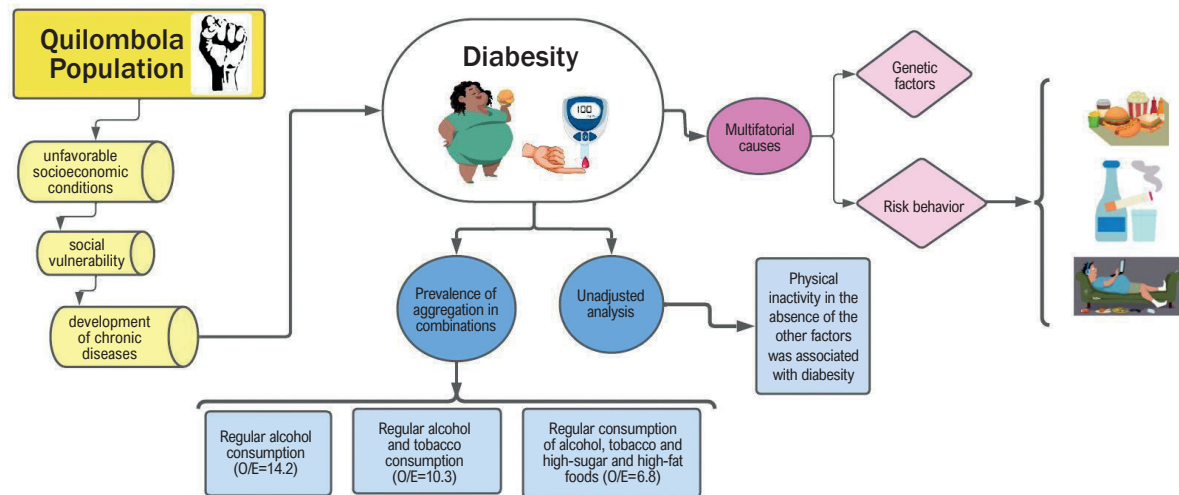 Quilombola
Population
unfavorable
socioeconomic
conditions
social
vulnerability
development
of chronic
diseases
Diabesity
100
Multifatorial
causes
Genetic
factors
Risk behavior
Prevalence of
aggregation in
combinations
Unadjusted
analysis
Physical
inactivity in the
absence of the
other factors
was associated
with diabesity
Regular alcohol
consumption
(O/E=14.2)
Regular alcohol
and tobacco
consumption
(O/E=10.3)
Regular consumption
of alcohol, tobacco and
high-sugar and high-fat
foods (O/E=6.8)